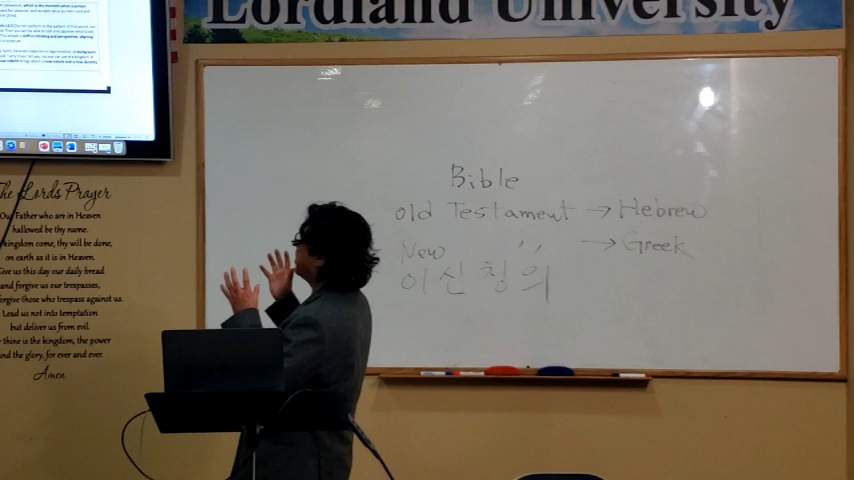 Lordland University
Bible
old Testament → Hebrew
New " → Greek
이신칭의
The Lords Prayer
Our Father who are in Heaven
hallowed be thy name.
kingdom come, thy will be done,
on earth as it is in Heaven.
Give us this day our daily bread
and forgive us our trespasses,
forgive those who trespass against us.
Lead us not into temptation
but deliver us from evil.
thine is the kingdom, the power
and the glory, for ever and ever.
Amen